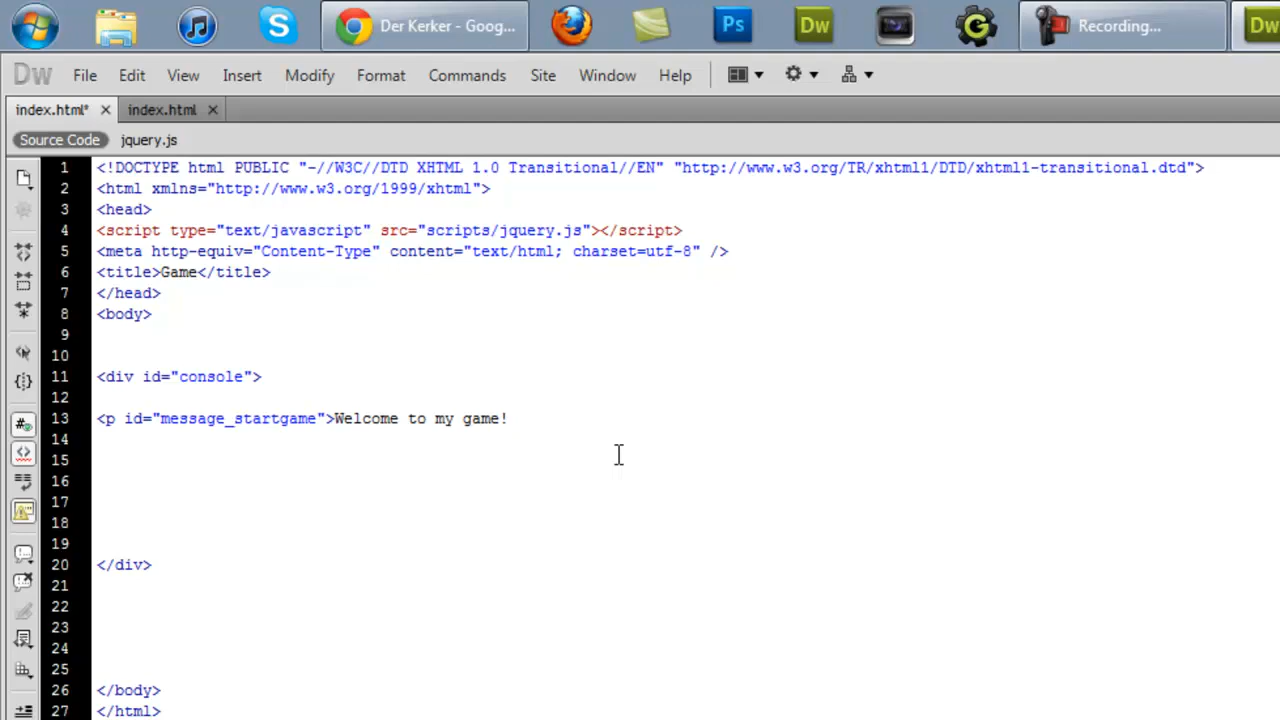 Der Kerker - Goog...
Ps
Dw
Recording...
Dw
Dw
File
Edit
View
Insert
Modify
Format
Commands
Site
Window
Help
index.html*
index.html
Source Code
jquery.js
1 <!DOCTYPE html PUBLIC "-//W3C//DTD XHTML 1.0 Transitional//EN" "http://www.w3.org/TR/xhtml1/DTD/xhtml1-transitional.dtd">
2 <html xmlns="http://www.w3.org/1999/xhtml">
3 <head>
4 <script type="text/javascript" src="scripts/jquery.js"></script>
5 <meta http-equiv="Content-Type" content="text/html; charset=utf-8" />
6 <title>Game</title>
7 </head>
8 <body>
9
10
11 <div id="console">
12
13 <p id="message_startgame">Welcome to my game!
14
15
16
17
18
19
20 </div>
21
22
23
24
25
26 </body>
27 </html>